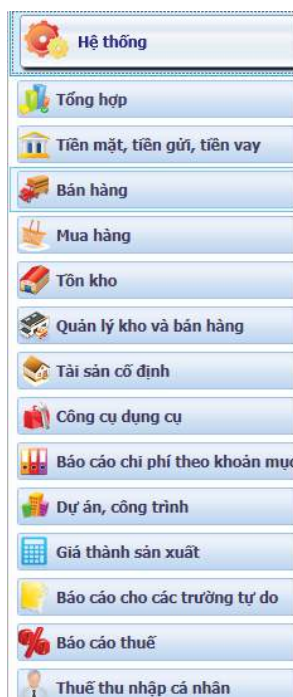 Hệ thống
Tổng hợp
Tiền mặt, tiền gửi, tiền vay
Bán hàng
Mua hàng
Tồn kho
Quản lý kho và bán hàng
Tài sản cố định
Công cụ dụng cụ
Báo cáo chi phí theo khoản mục
Dự án, công trình
Giá thành sản xuất
Báo cáo cho các trường tự do
Báo cáo thuế
Thuế thu nhập cá nhân